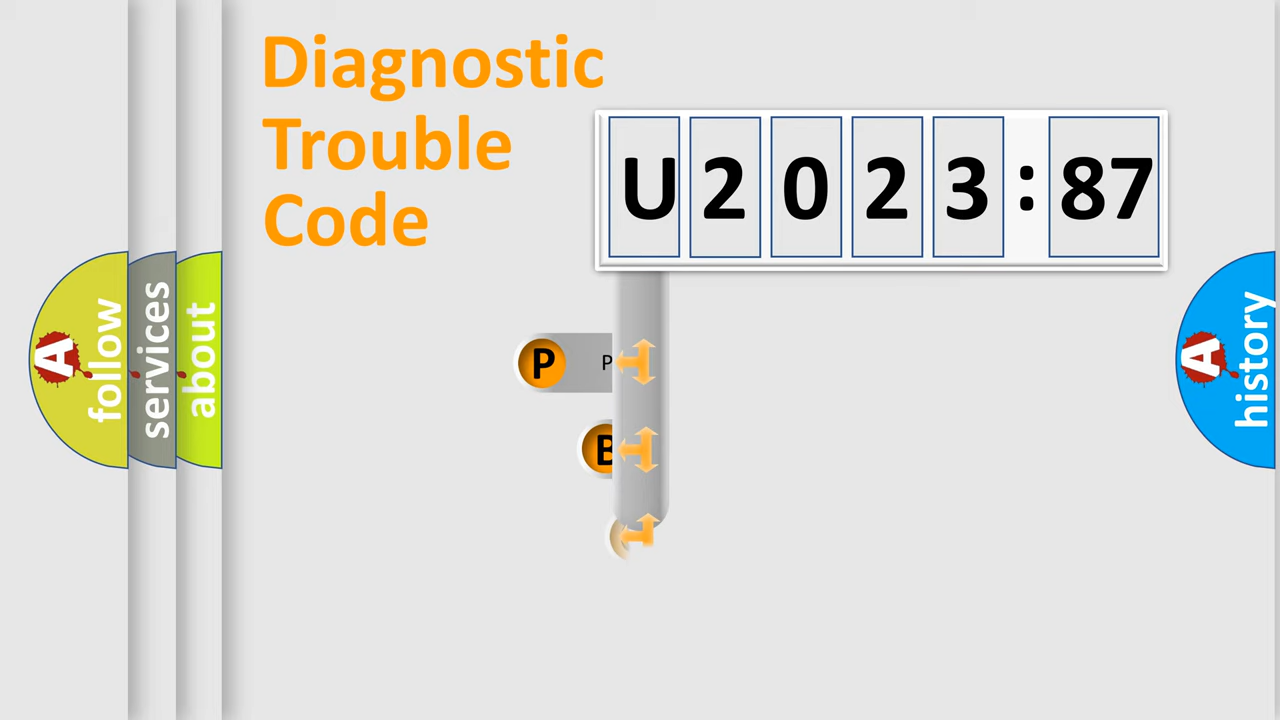 Diagnostic
Trouble
Code
U2023:87
P P
B
A follow
services
about
A history